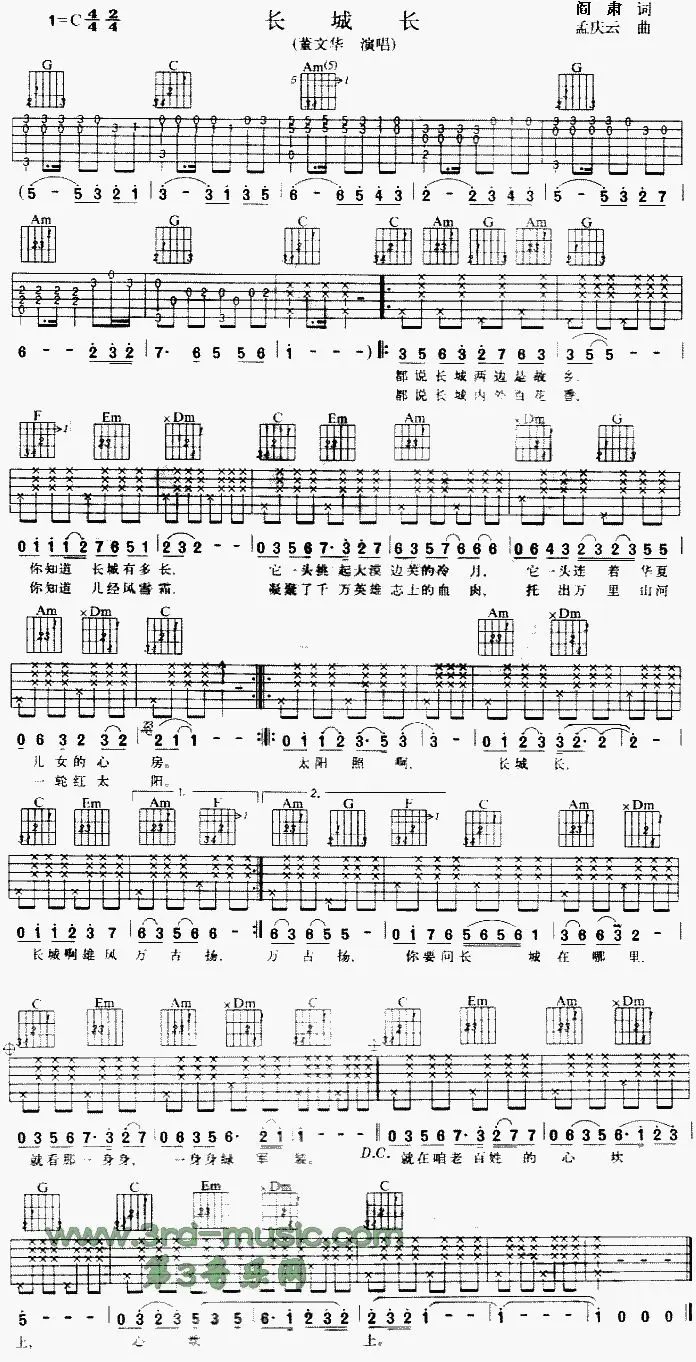 长 城 长
1=C 4/4 2/4
阎 肃 词
孟庆云 曲
(董文华 演唱)
G C Am(5) G
(5 - 5 3 2 1 | 3 - 3 1 3 5 | 6 - 6 5 4 3 | 2 - 2 3 4 3 | 5 - 5 3 2 7 |
Am G C C Am G Am G
6 - - 2 3 2 | 7· 6 5 5 6 | 1 - - ) 3 5 6 3 2 7 6 3 | 3 5 5 - - |
都说长城两边是故乡,
都说长城内外百花香,
F Em ×Dm C Em Am ×Dm G
0 1 1 1 2 7 6 5 1 | 2 3 2 - - | 0 3 5 6 7· 3 2 7 | 6 3 5 7 6 6 6 | 0 6 4 3 2 3 2 3 5 5 |
你知道 长城有多长, 它一头挑起大漠边关的冷月, 它一头连着华夏
你知道 几经风雪霜, 凝聚了千万英雄志士的血肉, 托出万里山河
Am ×Dm C Am ×Dm
0 6 3 2 3 2 | 2 1 1 - - 0 1 1 2 3· 5 3 | 3 - - | 0 1 2 3 3 2· 2 | 2 - - |
儿女的心房。 太阳照啊, 长城长,
一轮红太阳。
C Em Am F Am G F C Am ×Dm
1. 2.
0 1 1 2 3 7 | 6 3 5 6 6 - - 6 3 6 5 5 - - | 0 1 7 6 5 6 5 6 1 | 3 6 6 3 2 - |
长城啊雄风万古扬, 万古扬, 你要问长城在哪里,
C Em Am ×Dm C C Em Am ×Dm
0 3 5 6 7· 3 2 7 | 0 6 3 5 6· 2 1 1 - - - 0 3 5 6 7· 3 2 7 7 | 0 6 3 5 6· 1 2 3 |
就看那一身身, 一身身绿军装。 D.C. 就在咱老百姓的心坎
G C Em ×Dm C
www.3rd-music.com
第3音乐网
5 - - - | 0 3 2 3 5 3 5 | 6· 1 2 3 2 | 2 3 2 1 1 - | 1 - - 1 | 1 0 0 0 |
上, 心坎上。